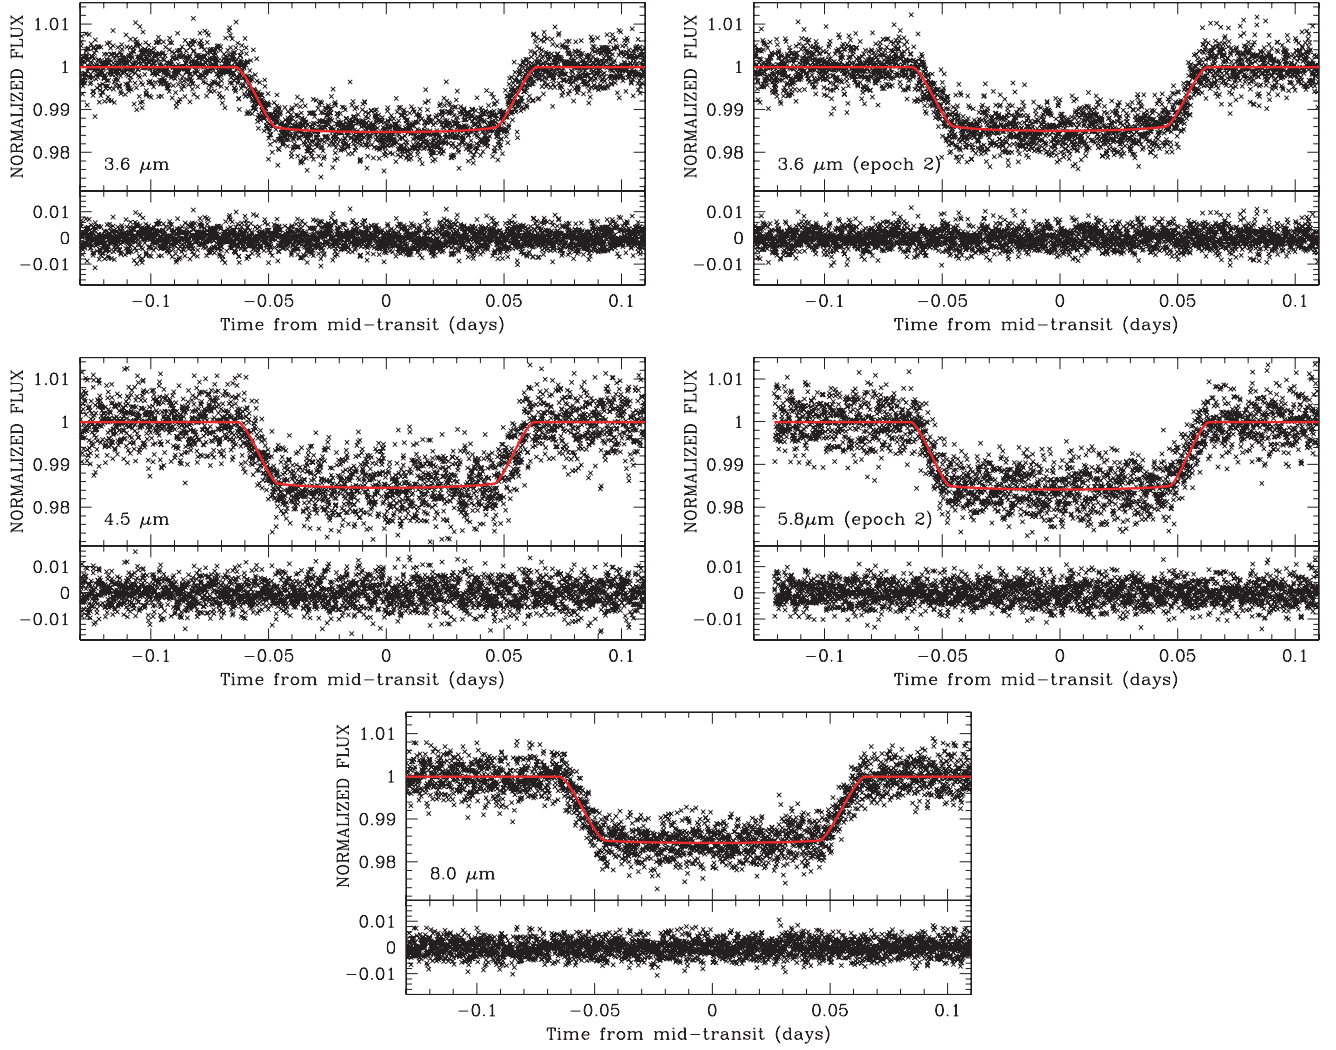 1.01
1
0.99
0.98
NORMALIZED FLUX
3.6 μm
0.01
0
−0.01
−0.1 −0.05 0 0.05 0.1
Time from mid−transit (days)
1.01
1
0.99
0.98
NORMALIZED FLUX
3.6 μm (epoch 2)
0.01
0
−0.01
−0.1 −0.05 0 0.05 0.1
Time from mid−transit (days)
1.01
1
0.99
0.98
NORMALIZED FLUX
4.5 μm
0.01
0
−0.01
−0.1 −0.05 0 0.05 0.1
Time from mid−transit (days)
1.01
1
0.99
0.98
NORMALIZED FLUX
5.8μm (epoch 2)
0.01
0
−0.01
−0.1 −0.05 0 0.05 0.1
Time from mid−transit (days)
1.01
1
0.99
0.98
NORMALIZED FLUX
8.0 μm
0.01
0
−0.01
−0.1 −0.05 0 0.05 0.1
Time from mid−transit (days)